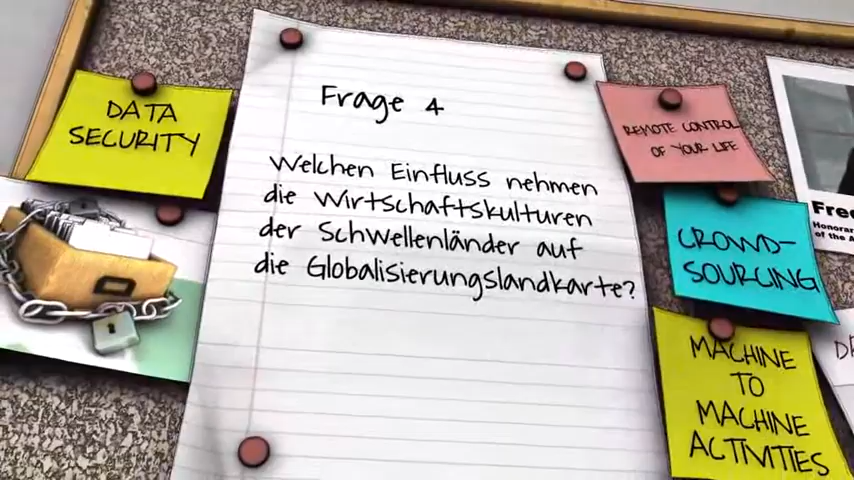 DATA
SECURITY
Frage 4
Welchen Einfluss nehmen
die Wirtschaftskulturen
der Schwellenländer auf
die Globalisierungslandkarte?
REMOTE CONTROL
OF YOUR LIFE
CROWD-
SOURCING
MACHINE
TO
MACHINE
ACTIVITIES